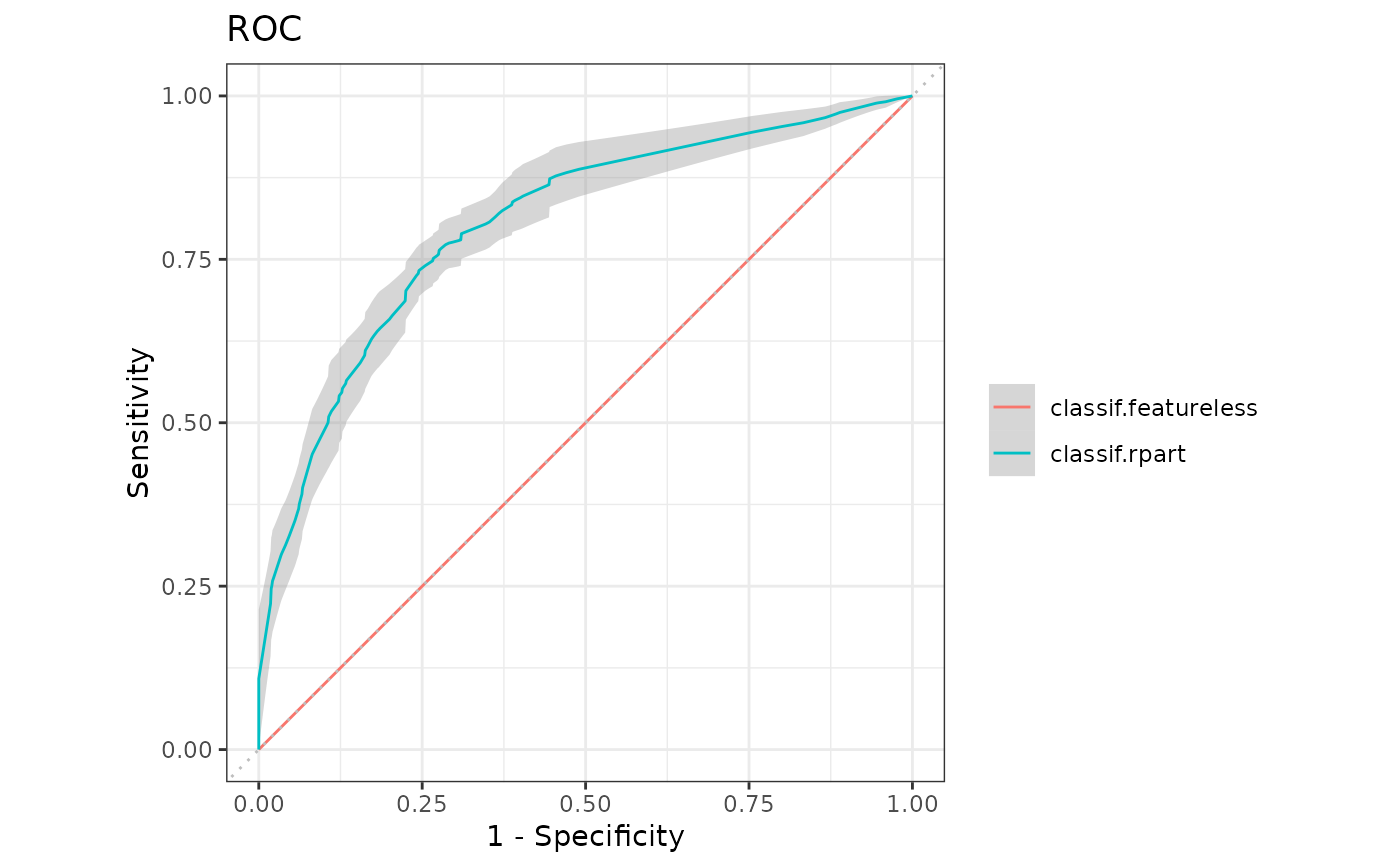 ROC
1.00
0.75
0.50
0.25
0.00
Sensitivity
0.00 0.25 0.50 0.75 1.00
1 - Specificity
classif.featureless
classif.rpart